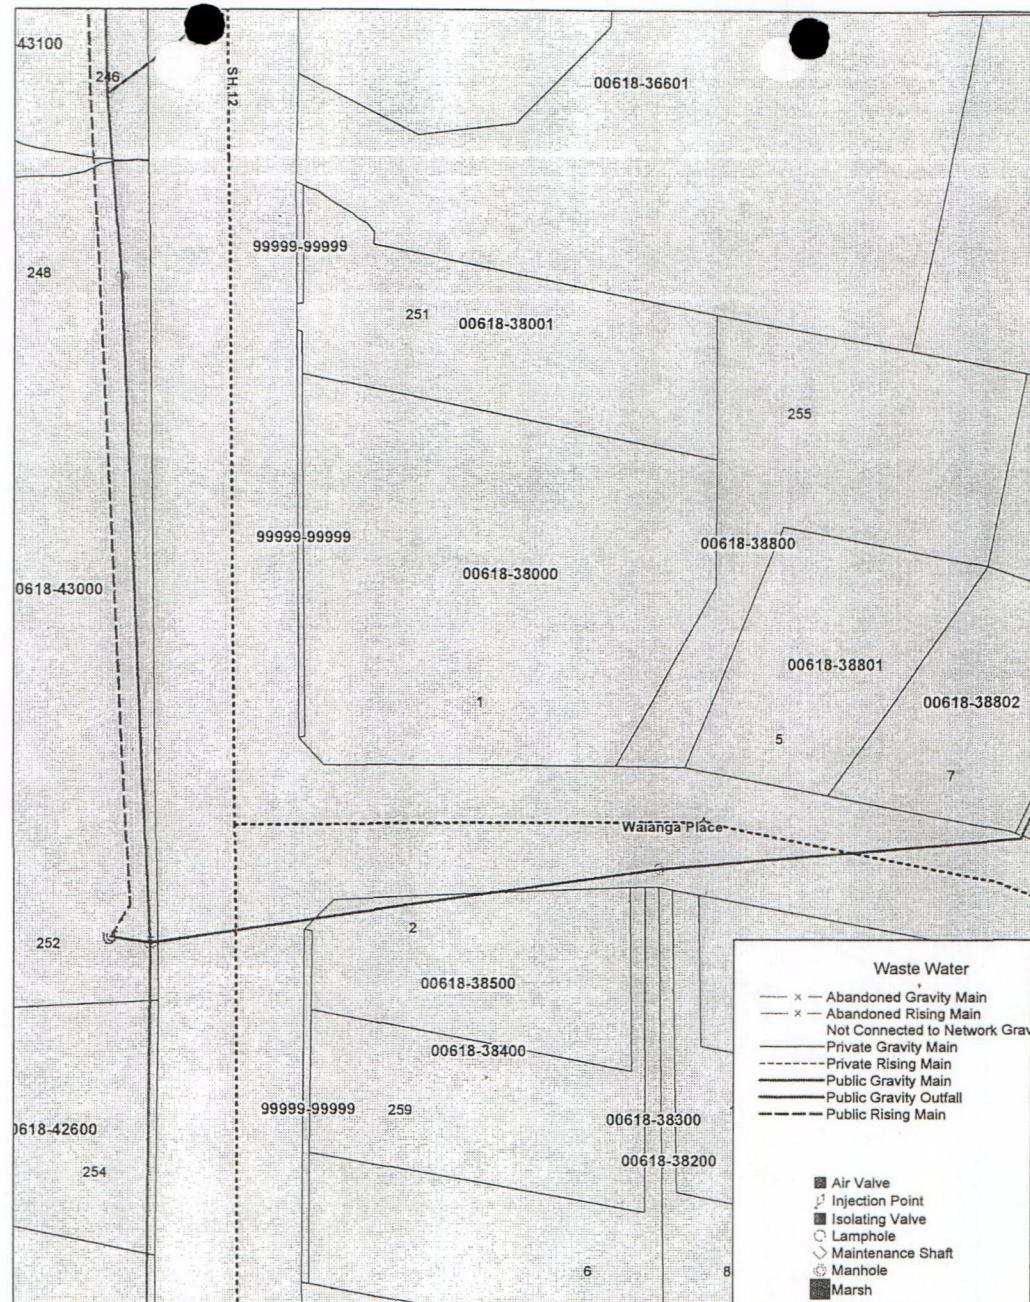 43100
246
SH.12
00618-36601
99999-99999
248
251
00618-38001
255
99999-99999
00618-38800
00618-38000
0618-43000
00618-38801
00618-38802
1
5
7
Waianga Place
2
252
00618-38500
00618-38400
99999-99999
259
00618-38300
0618-42600
00618-38200
254
6
8
Waste Water
Abandoned Gravity Main
Abandoned Rising Main
Not Connected to Network Grav
Private Gravity Main
Private Rising Main
Public Gravity Main
Public Gravity Outfall
Public Rising Main
Air Valve
Injection Point
Isolating Valve
Lamphole
Maintenance Shaft
Manhole
Marsh